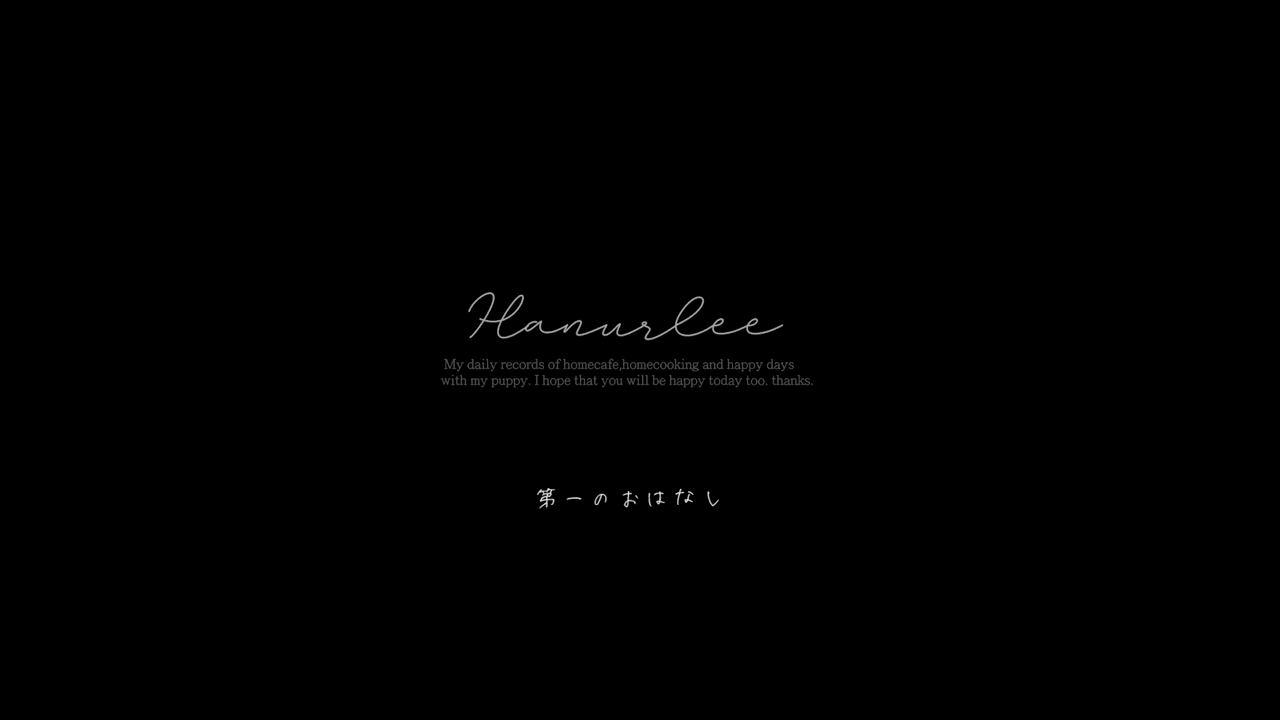 Hanurlee
My daily records of homecafe,homecooking and happy days
with my puppy. I hope that you will be happy today too. thanks.
第一のおはなし